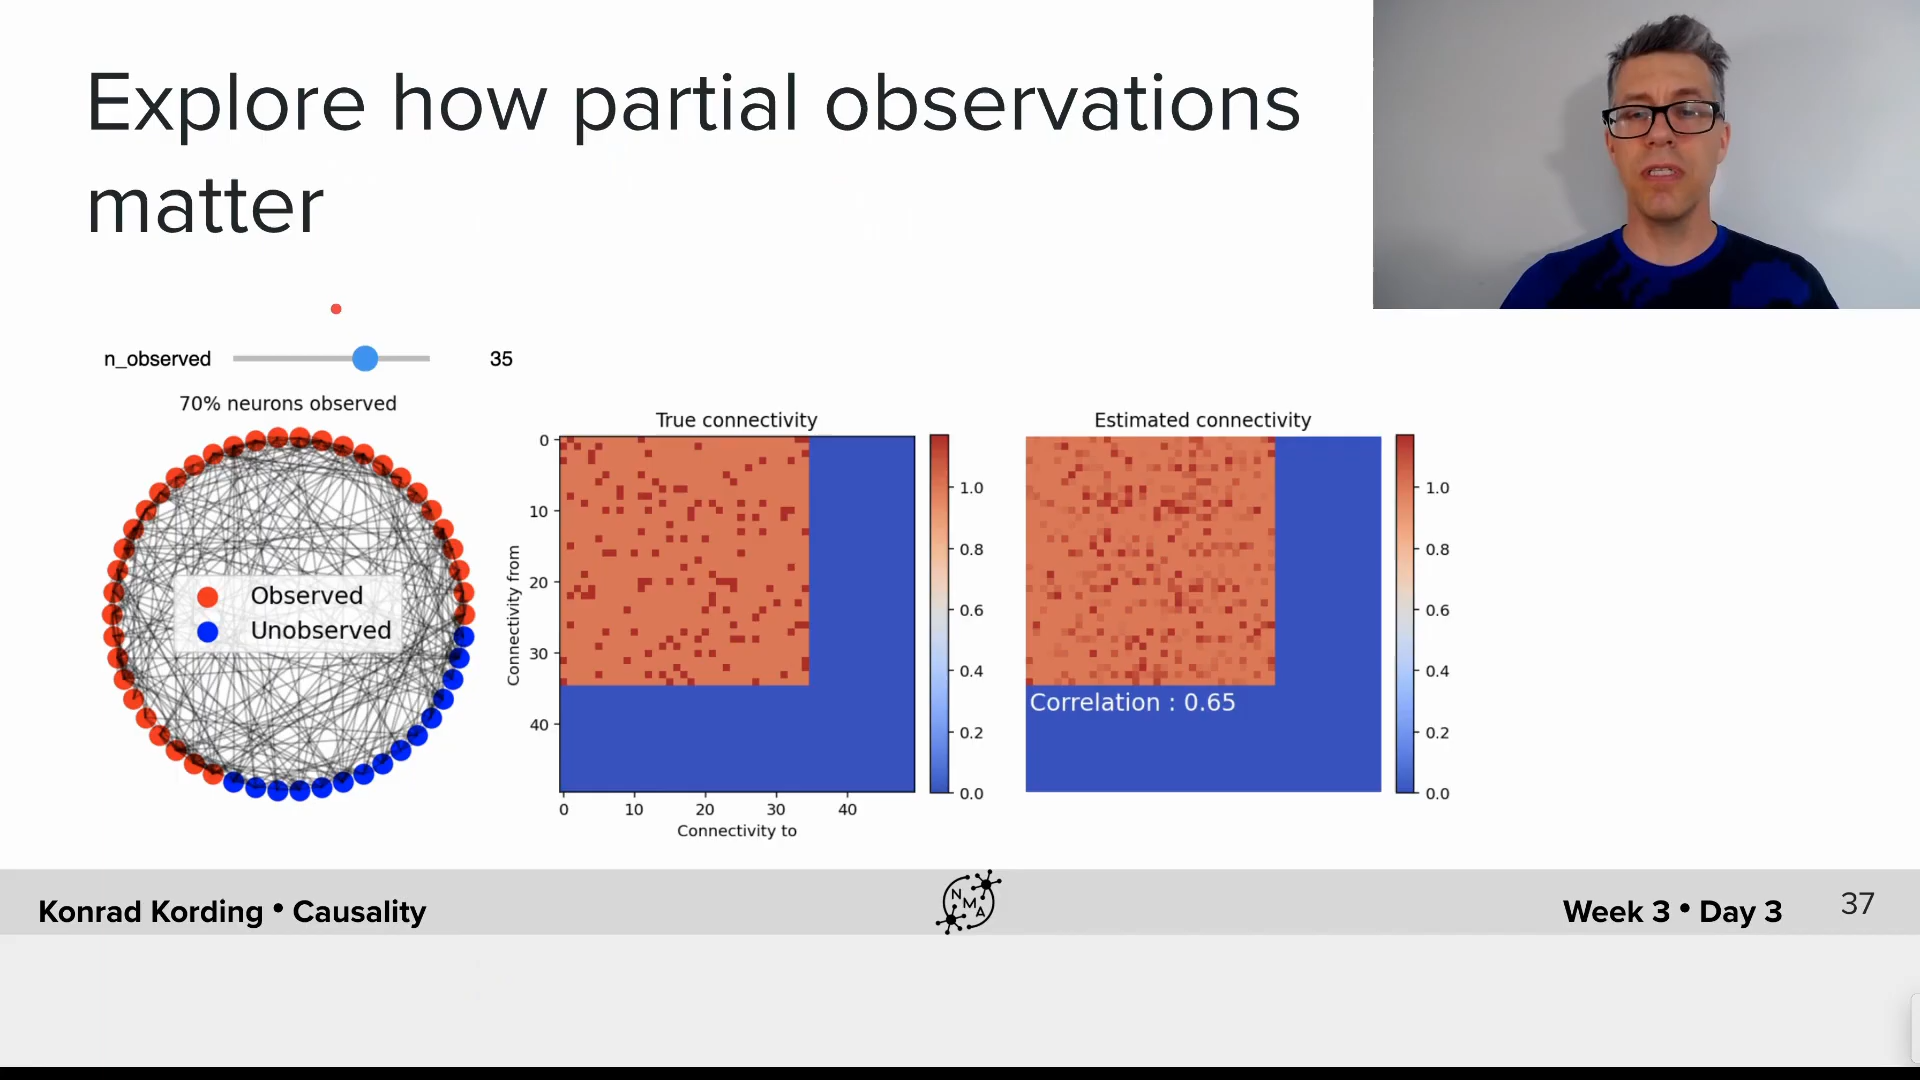 Explore how partial observations
matter
n_observed 35
70% neurons observed
Observed
Unobserved
True connectivity
Connectivity from
0
10
20
30
40
0 10 20 30 40
Connectivity to
1.0
0.8
0.6
0.4
0.2
0.0
Estimated connectivity
Correlation : 0.65
1.0
0.8
0.6
0.4
0.2
0.0
Konrad Kording • Causality
N
M
A
Week 3 • Day 3
37